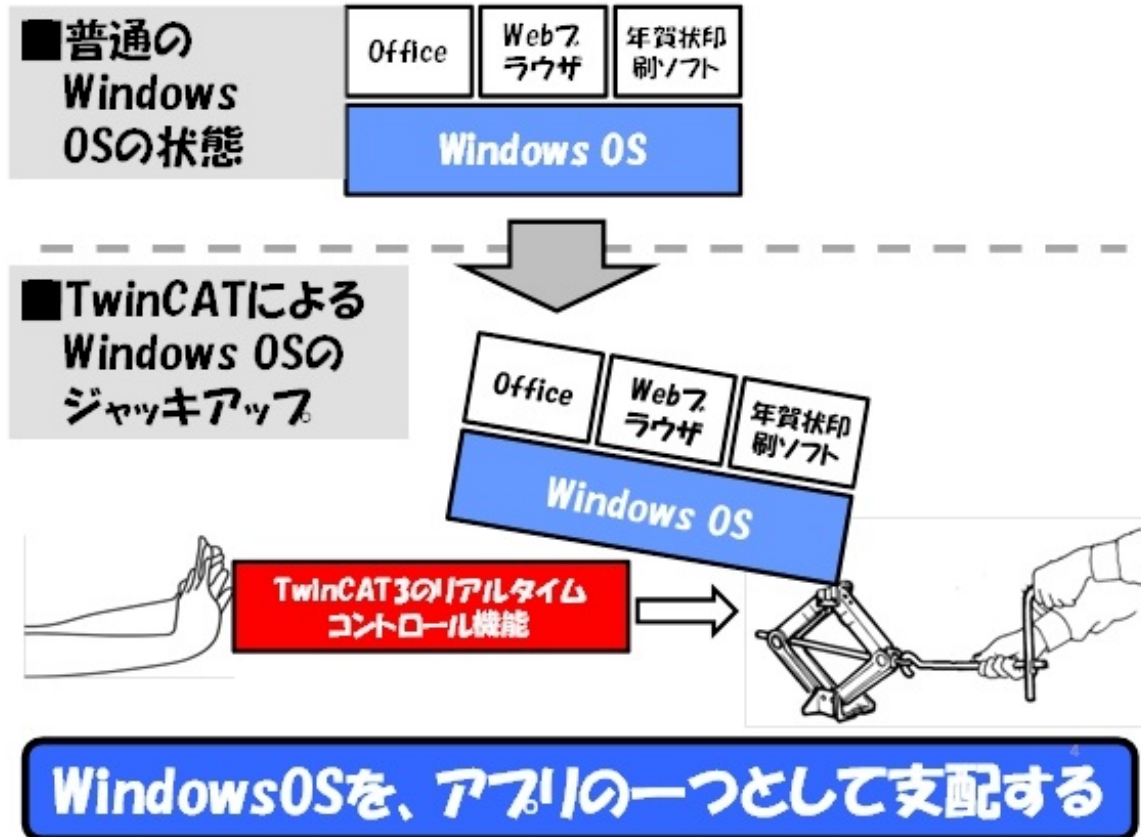 ■普通の
Windows
OSの状態
Office
Webブ
ラウザ
年賀状印
刷ソフト
Windows OS
■TwinCATによる
Windows OSの
ジャッキアップ
Office
Webブ
ラウザ
年賀状印
刷ソフト
Windows OS
TwinCAT3のリアルタイム
コントロール機能
4
WindowsOSを、アプリの一つとして支配する